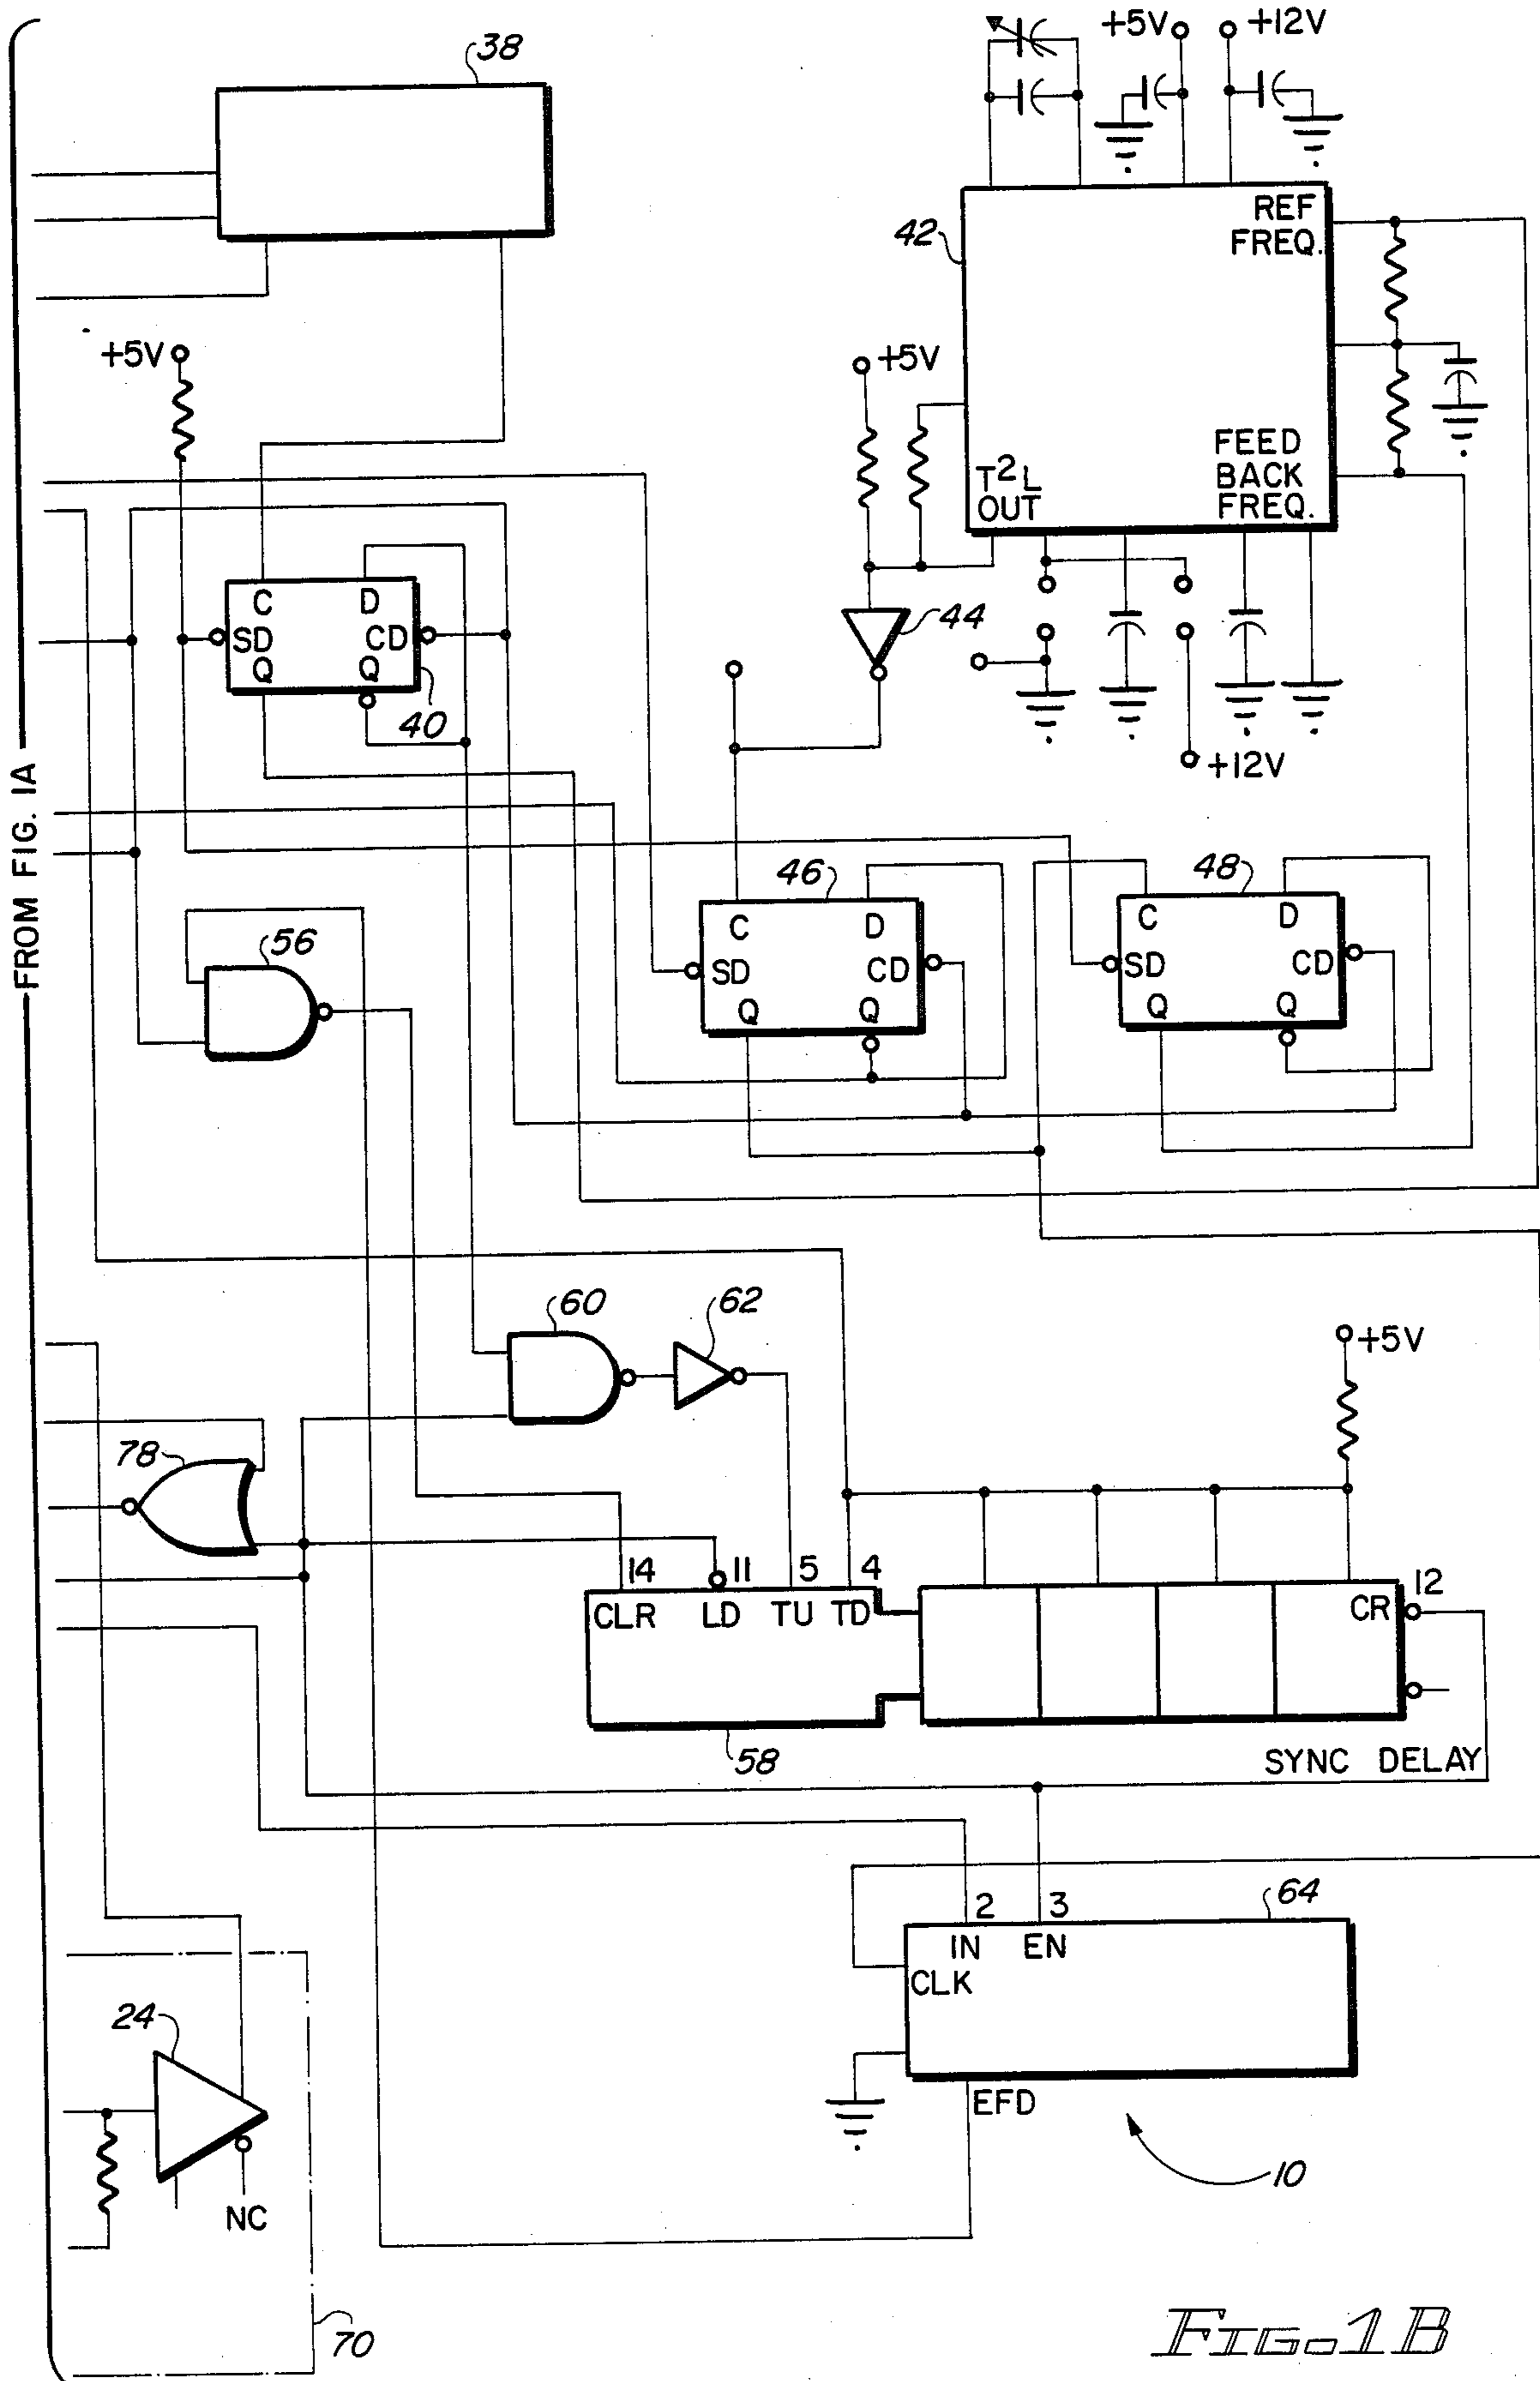 38
+5V
+12V
REF
FREQ.
42
+5V
+5V
FEED
BACK
FREQ.
T²L
OUT
C
D
SD
CD
Q
Q
40
44
+12V
FROM FIG. 1A
46
48
C
D
SD
CD
Q
Q
C
D
SD
CD
Q
Q
56
60
62
+5V
78
14
11
5
4
12
CLR
LD
TU
TD
CR
58
SYNC DELAY
64
2
3
IN
EN
CLK
EFD
24
NC
10
70
FIG. 1B